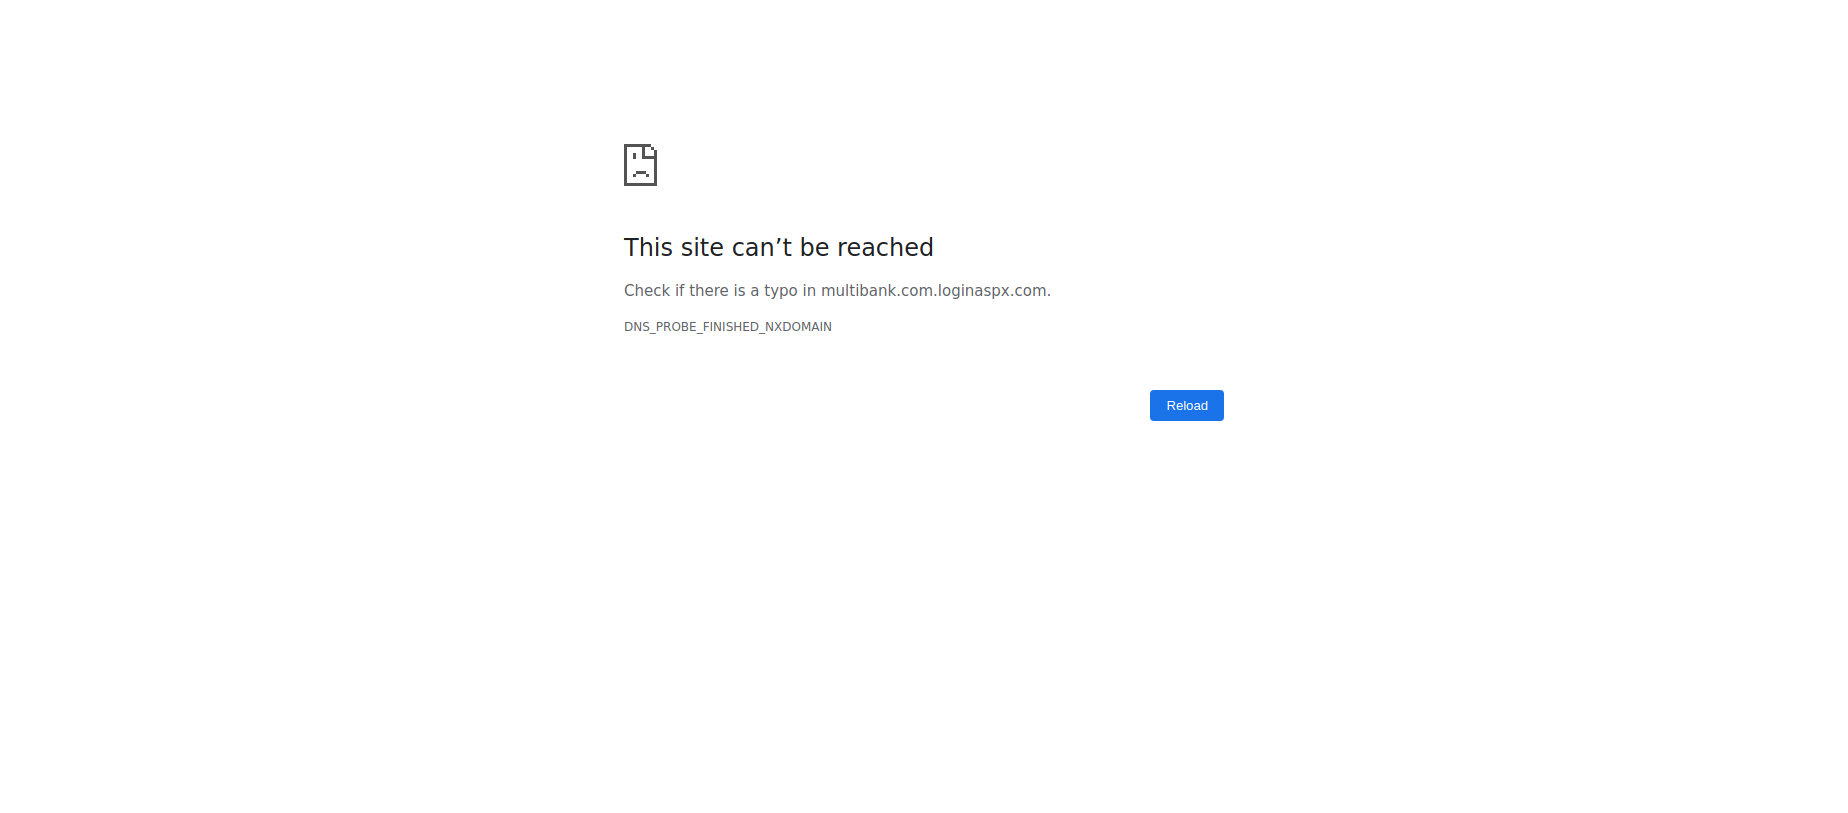 This site can’t be reached
Check if there is a typo in multibank.com.loginaspx.com.
DNS_PROBE_FINISHED_NXDOMAIN
Reload